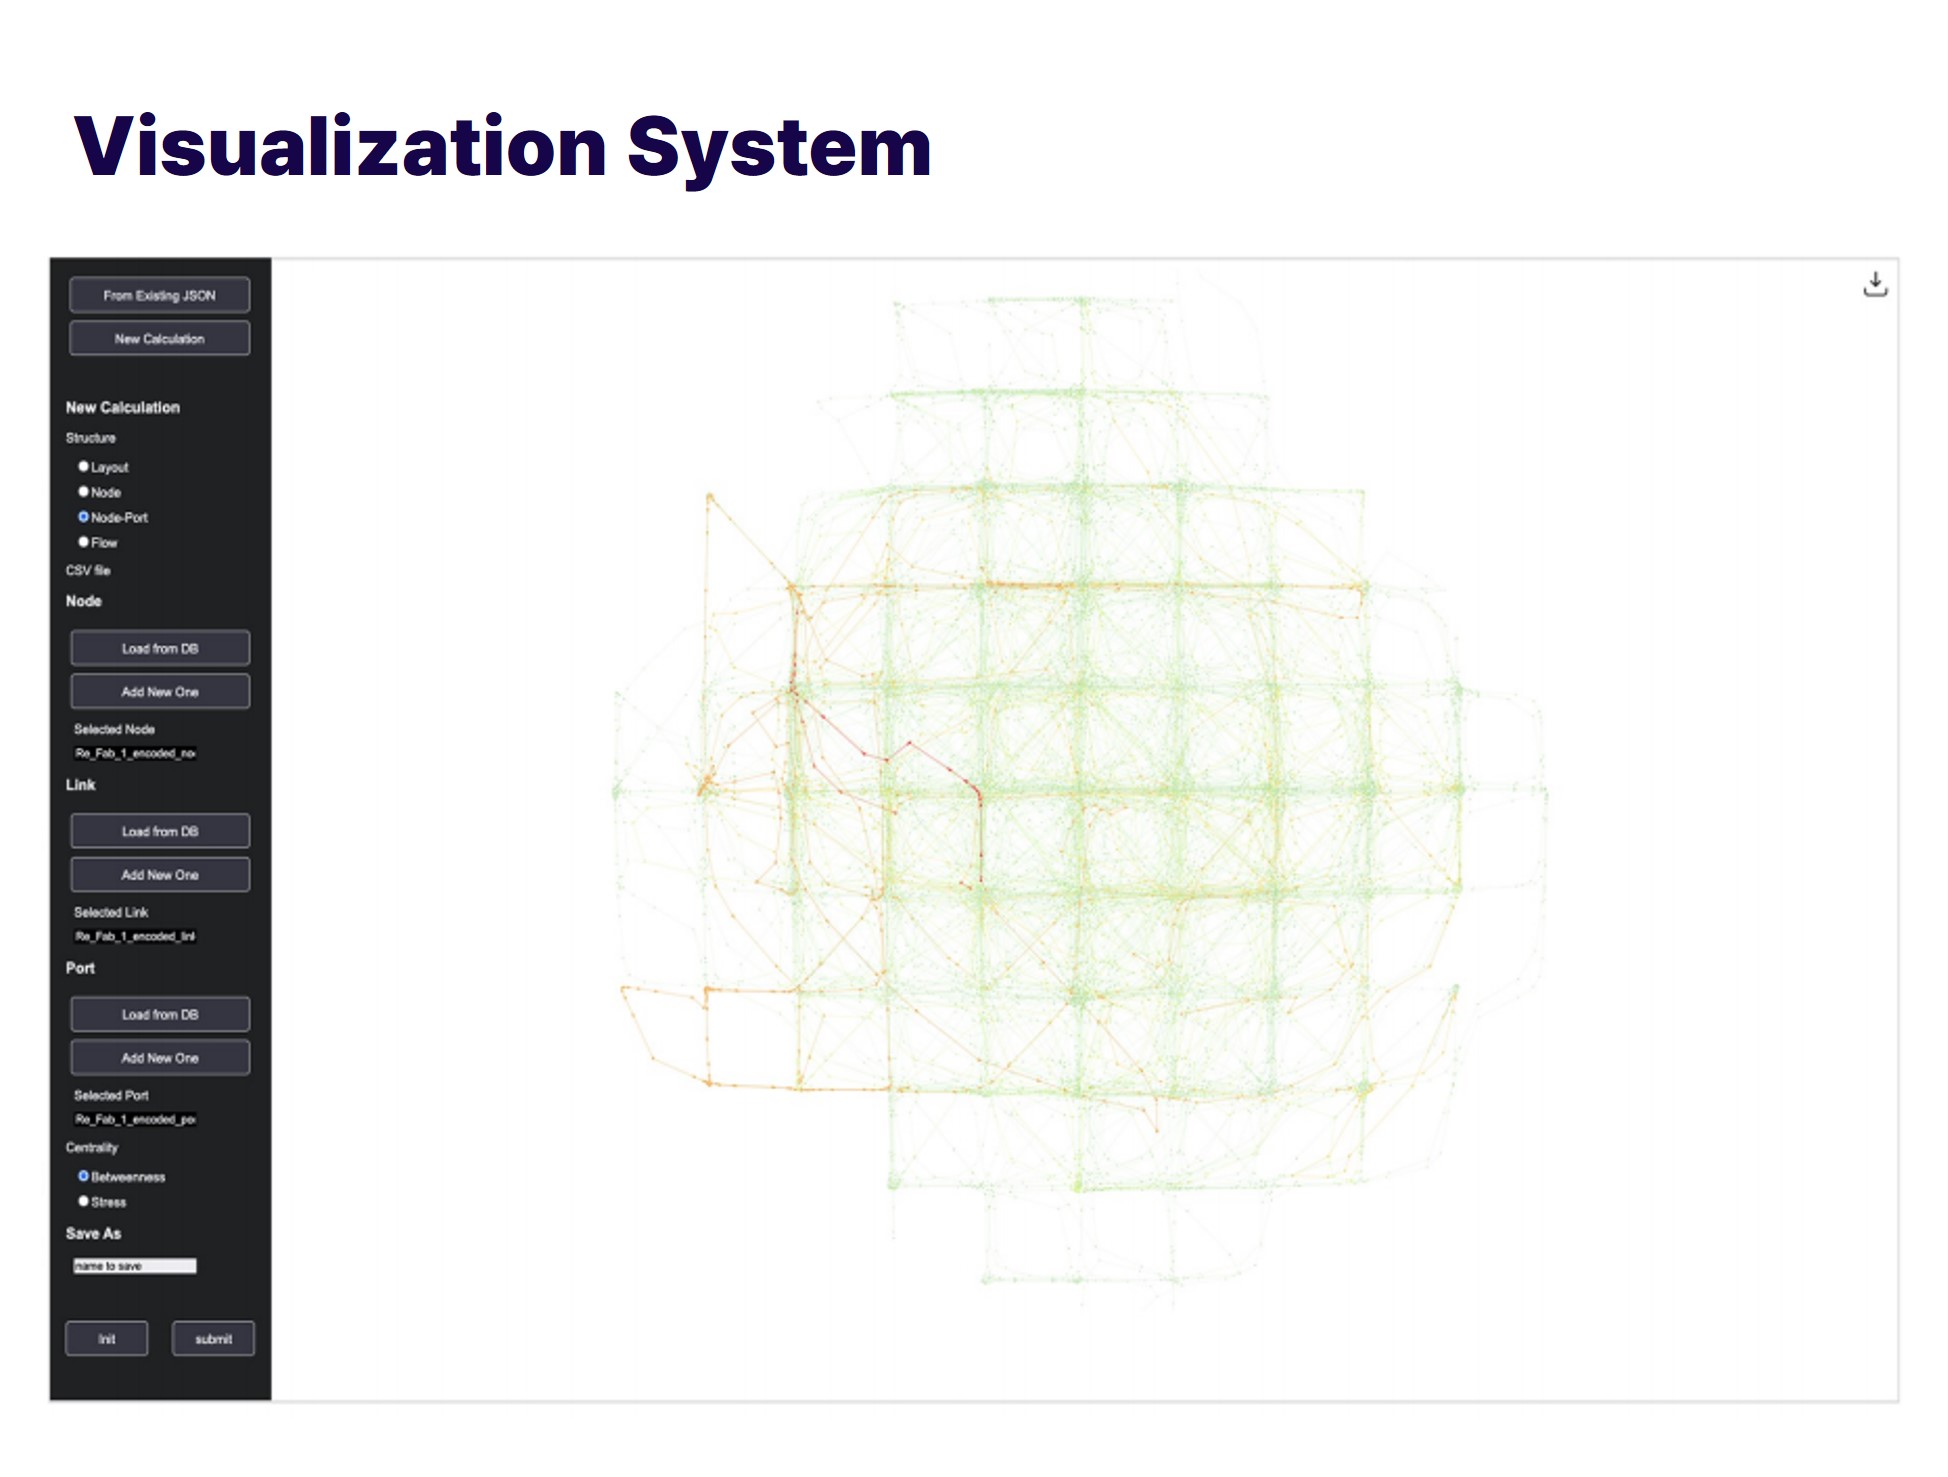 Visualization System
From Existing JSON
New Calculation
New Calculation
Structure
Layout
Node
Node-Port
Flow
CSV file
Node
Load from DB
Add New One
Selected Node
Re_Fab_1_encoded_no
Link
Load from DB
Add New One
Selected Link
Re_Fab_1_encoded_lin
Port
Load from DB
Add New One
Selected Port
Re_Fab_1_encoded_po
Centrality
Betweenness
Stress
Save As
name to save
Init
submit